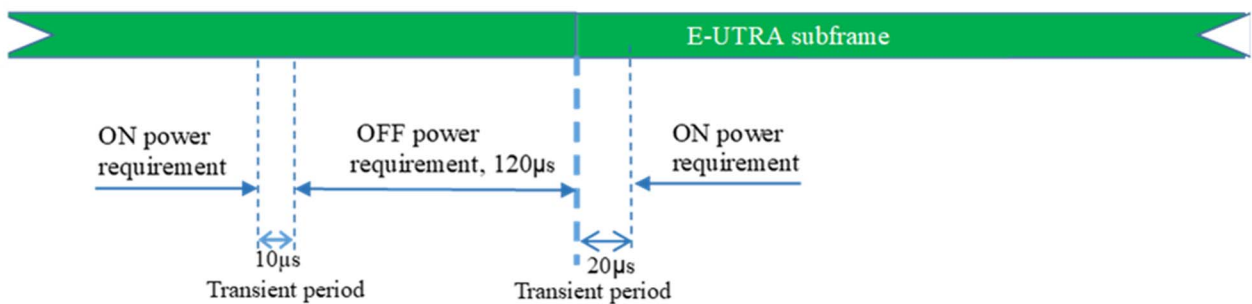 E-UTRA subframe
ON power
requirement
OFF power
requirement, 120μs
ON power
requirement
10μs
Transient period
20μs
Transient period